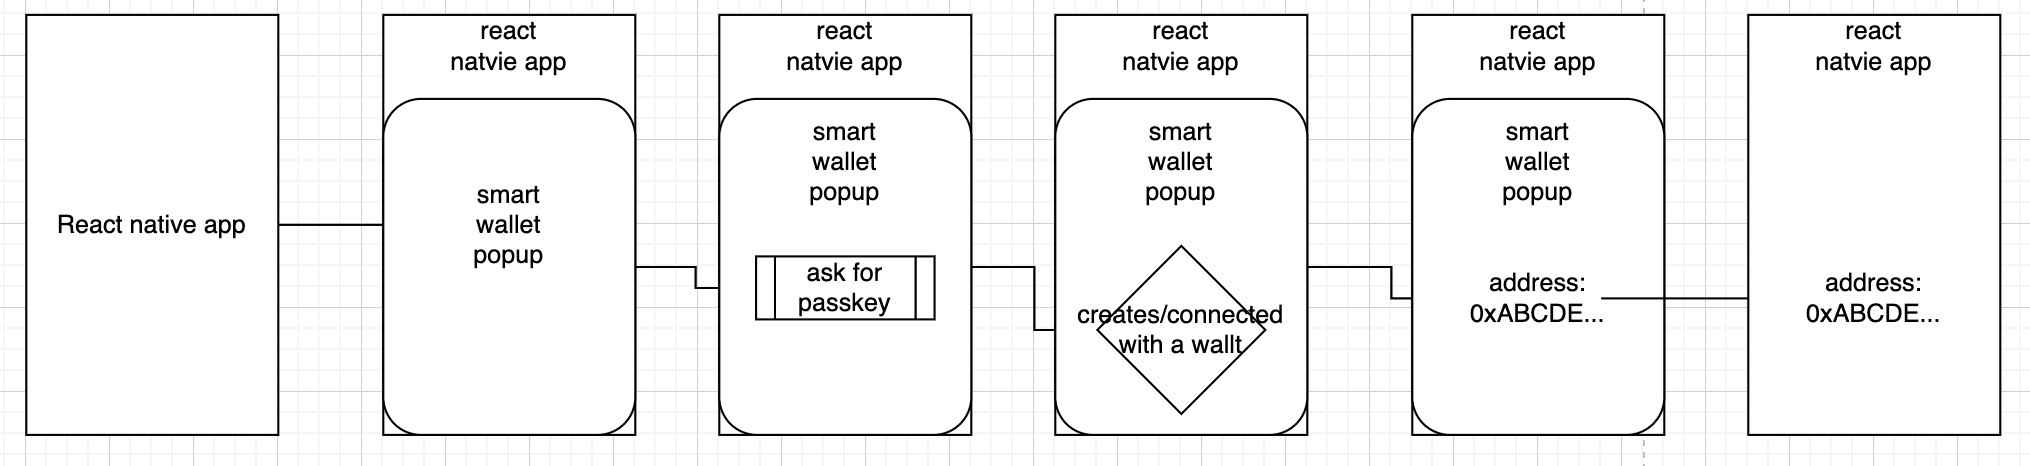 React native app
react
natvie app
smart
wallet
popup
react
natvie app
smart
wallet
popup
ask for
passkey
react
natvie app
smart
wallet
popup
creates/connected
with a wallt
react
natvie app
smart
wallet
popup
address:
0xABCDE...
react
natvie app
address:
0xABCDE...